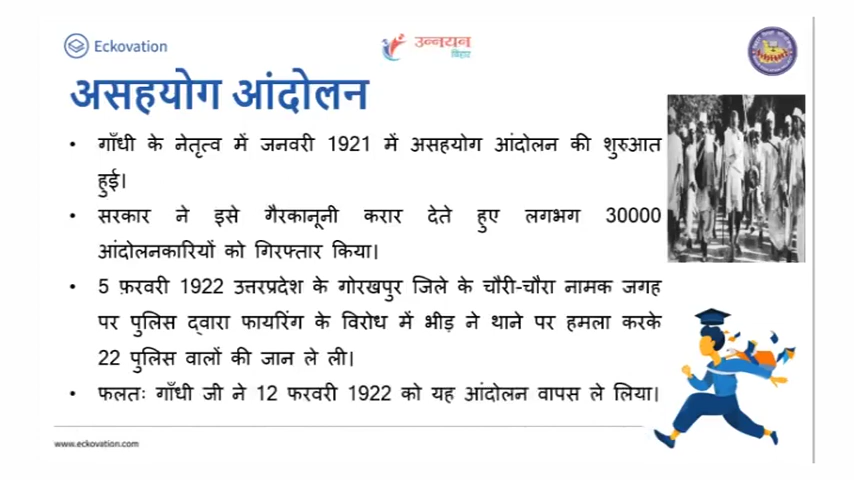 Eckovation
उन्नयन
बिहार
असहयोग आंदोलन
• गाँधी के नेतृत्व में जनवरी 1921 में असहयोग आंदोलन की शुरुआत
हुई।
• सरकार ने इसे गैरकानूनी करार देते हुए लगभग 30000
आंदोलनकारियों को गिरफ्तार किया।
• 5 फ़रवरी 1922 उत्तरप्रदेश के गोरखपुर जिले के चौरी-चौरा नामक जगह
पर पुलिस द्वारा फायरिंग के विरोध में भीड़ ने थाने पर हमला करके
22 पुलिस वालों की जान ले ली।
• फलतः गाँधी जी ने 12 फरवरी 1922 को यह आंदोलन वापस ले लिया।
www.eckovation.com